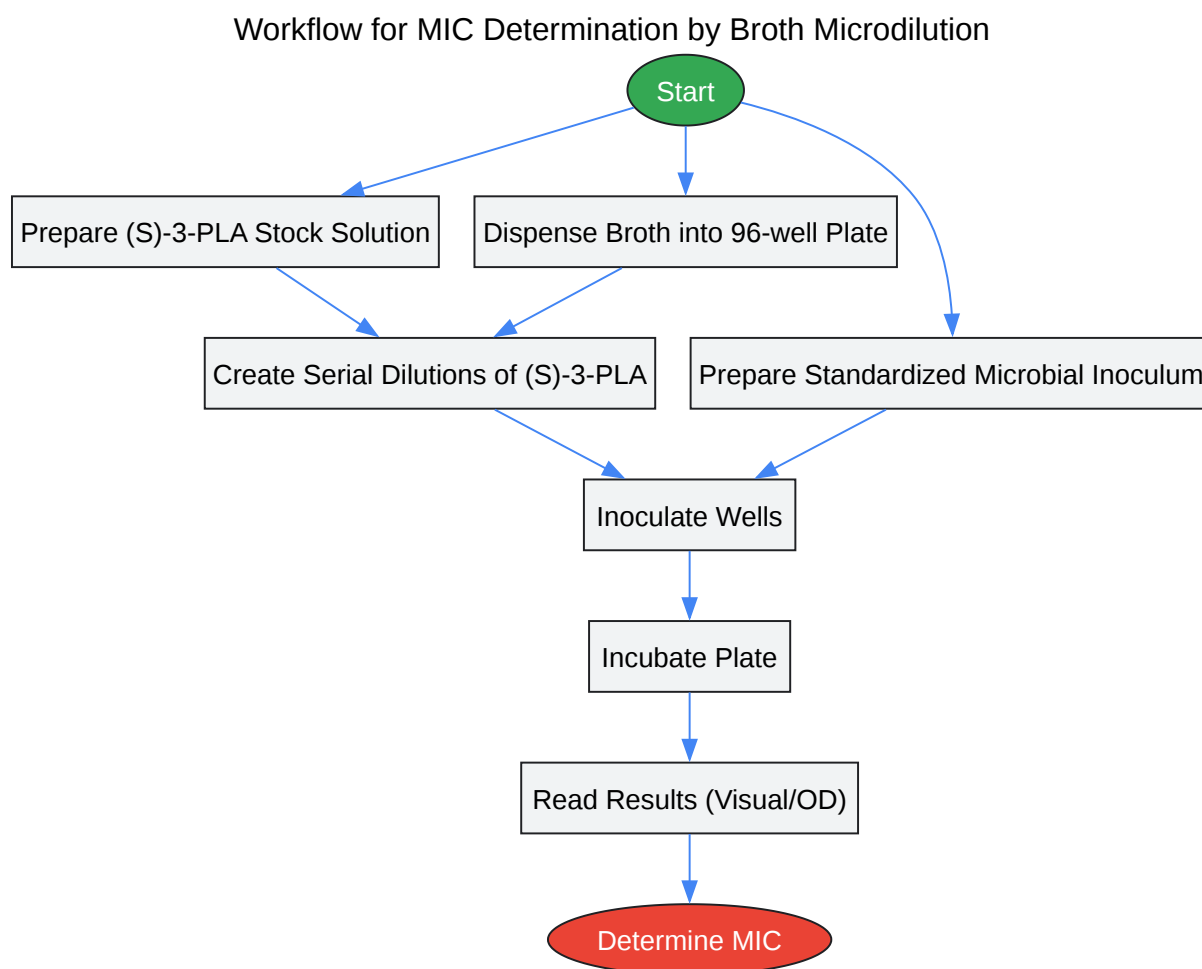 Workflow for MIC Determination by Broth Microdilution
Start
Prepare (S)-3-PLA Stock Solution
Dispense Broth into 96-well Plate
Create Serial Dilutions of (S)-3-PLA
Prepare Standardized Microbial Inoculum
Inoculate Wells
Incubate Plate
Read Results (Visual/OD)
Determine MIC